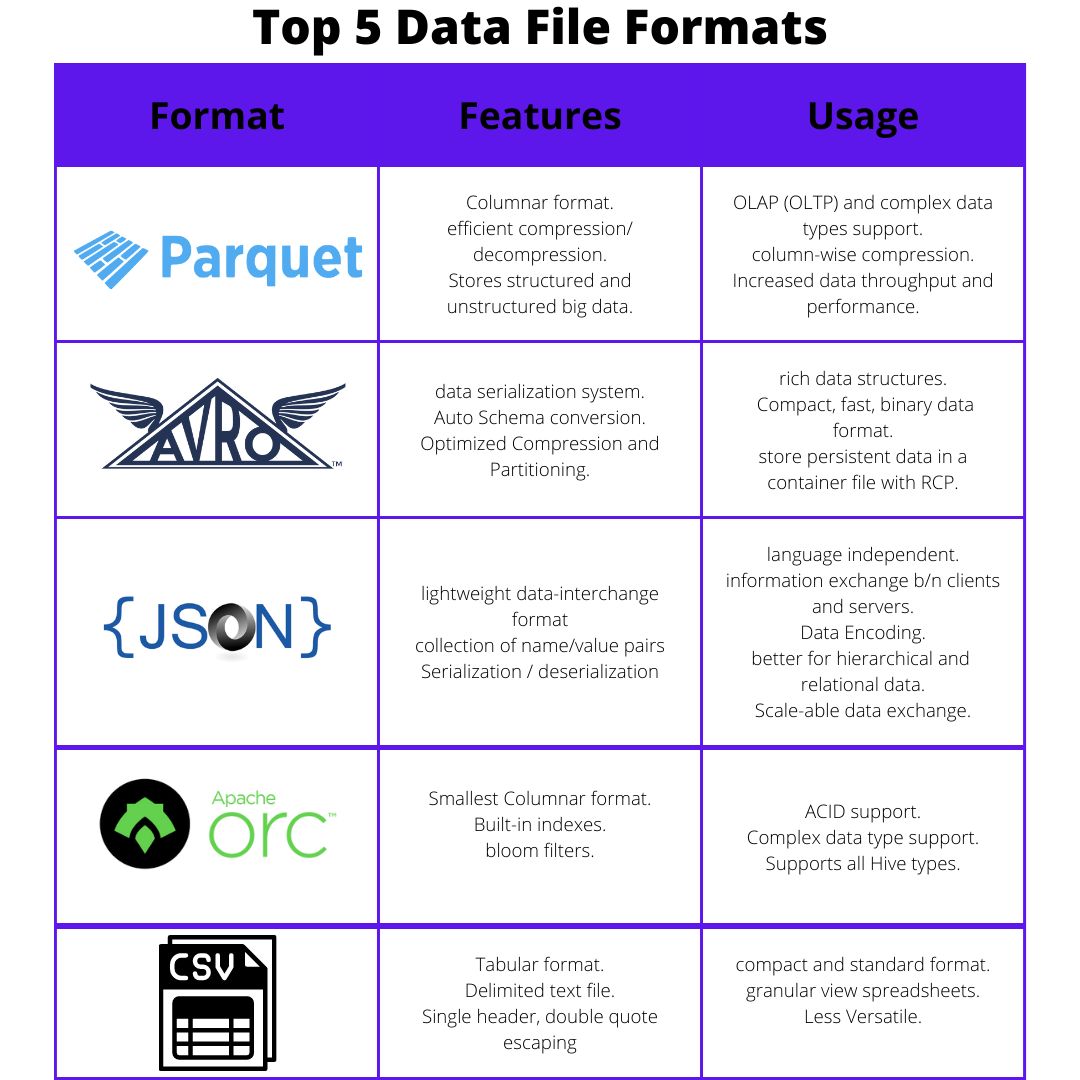 Top 5 Data File Formats
Format
Features
Usage
Parquet
Columnar format.
efficient compression/
decompression.
Stores structured and
unstructured big data.
OLAP (OLTP) and complex data
types support.
column-wise compression.
Increased data throughput and
performance.
AVRO
TM
data serialization system.
Auto Schema conversion.
Optimized Compression and
Partitioning.
rich data structures.
Compact, fast, binary data
format.
store persistent data in a
container file with RCP.
{JSON}
lightweight data-interchange
format
collection of name/value pairs
Serialization / deserialization
language independent.
information exchange b/n clients
and servers.
Data Encoding.
better for hierarchical and
relational data.
Scale-able data exchange.
Apache
orc™
Smallest Columnar format.
Built-in indexes.
bloom filters.
ACID support.
Complex data type support.
Supports all Hive types.
CSV
Tabular format.
Delimited text file.
Single header, double quote
escaping
compact and standard format.
granular view spreadsheets.
Less Versatile.